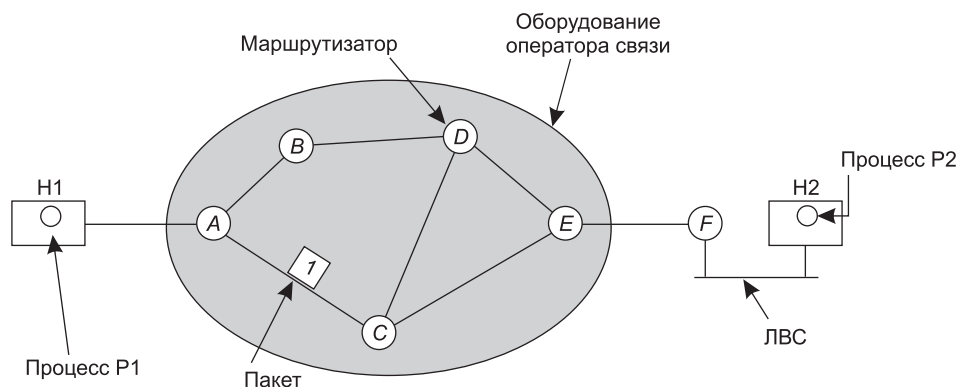 Оборудование
оператора связи
Маршрутизатор
B
D
Процесс P2
H1
H2
A
E
F
1
C
ЛВС
Процесс P1
Пакет